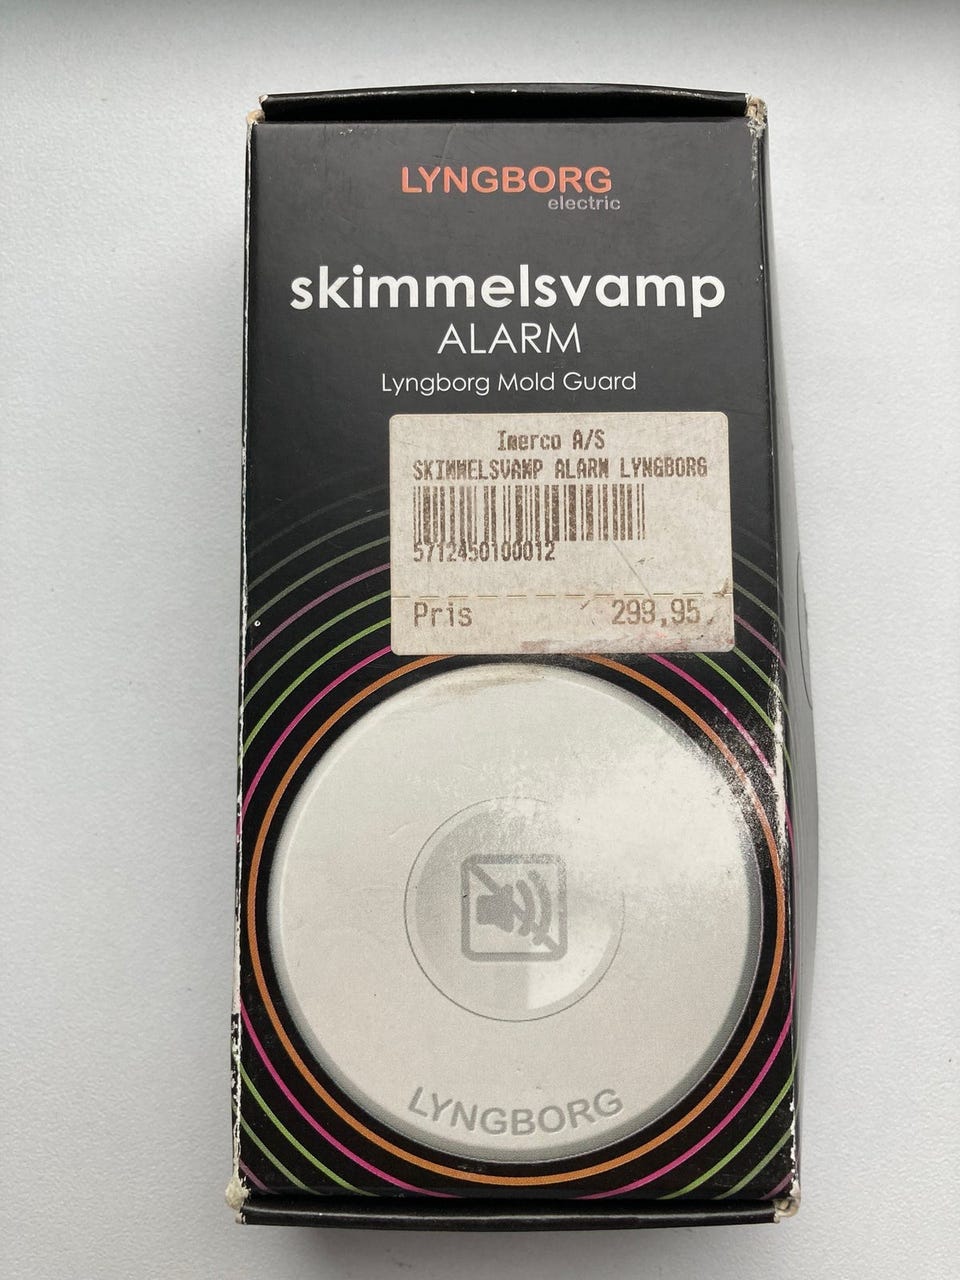 LYNGBORG
electric
skimmelsvamp
ALARM
Lyngborg Mold Guard
Imerco A/S
SKIMMELSVAMP ALARM LYNGBORG
5712450100012
Pris 299,95
LYNGBORG